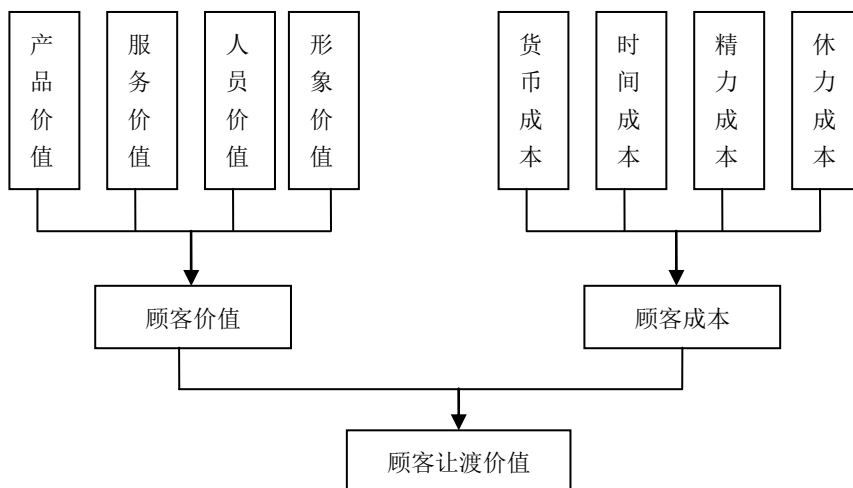 产品价值
服务价值
人员价值
形象价值
货币成本
时间成本
精力成本
休力成本
顾客价值
顾客成本
顾客让渡价值